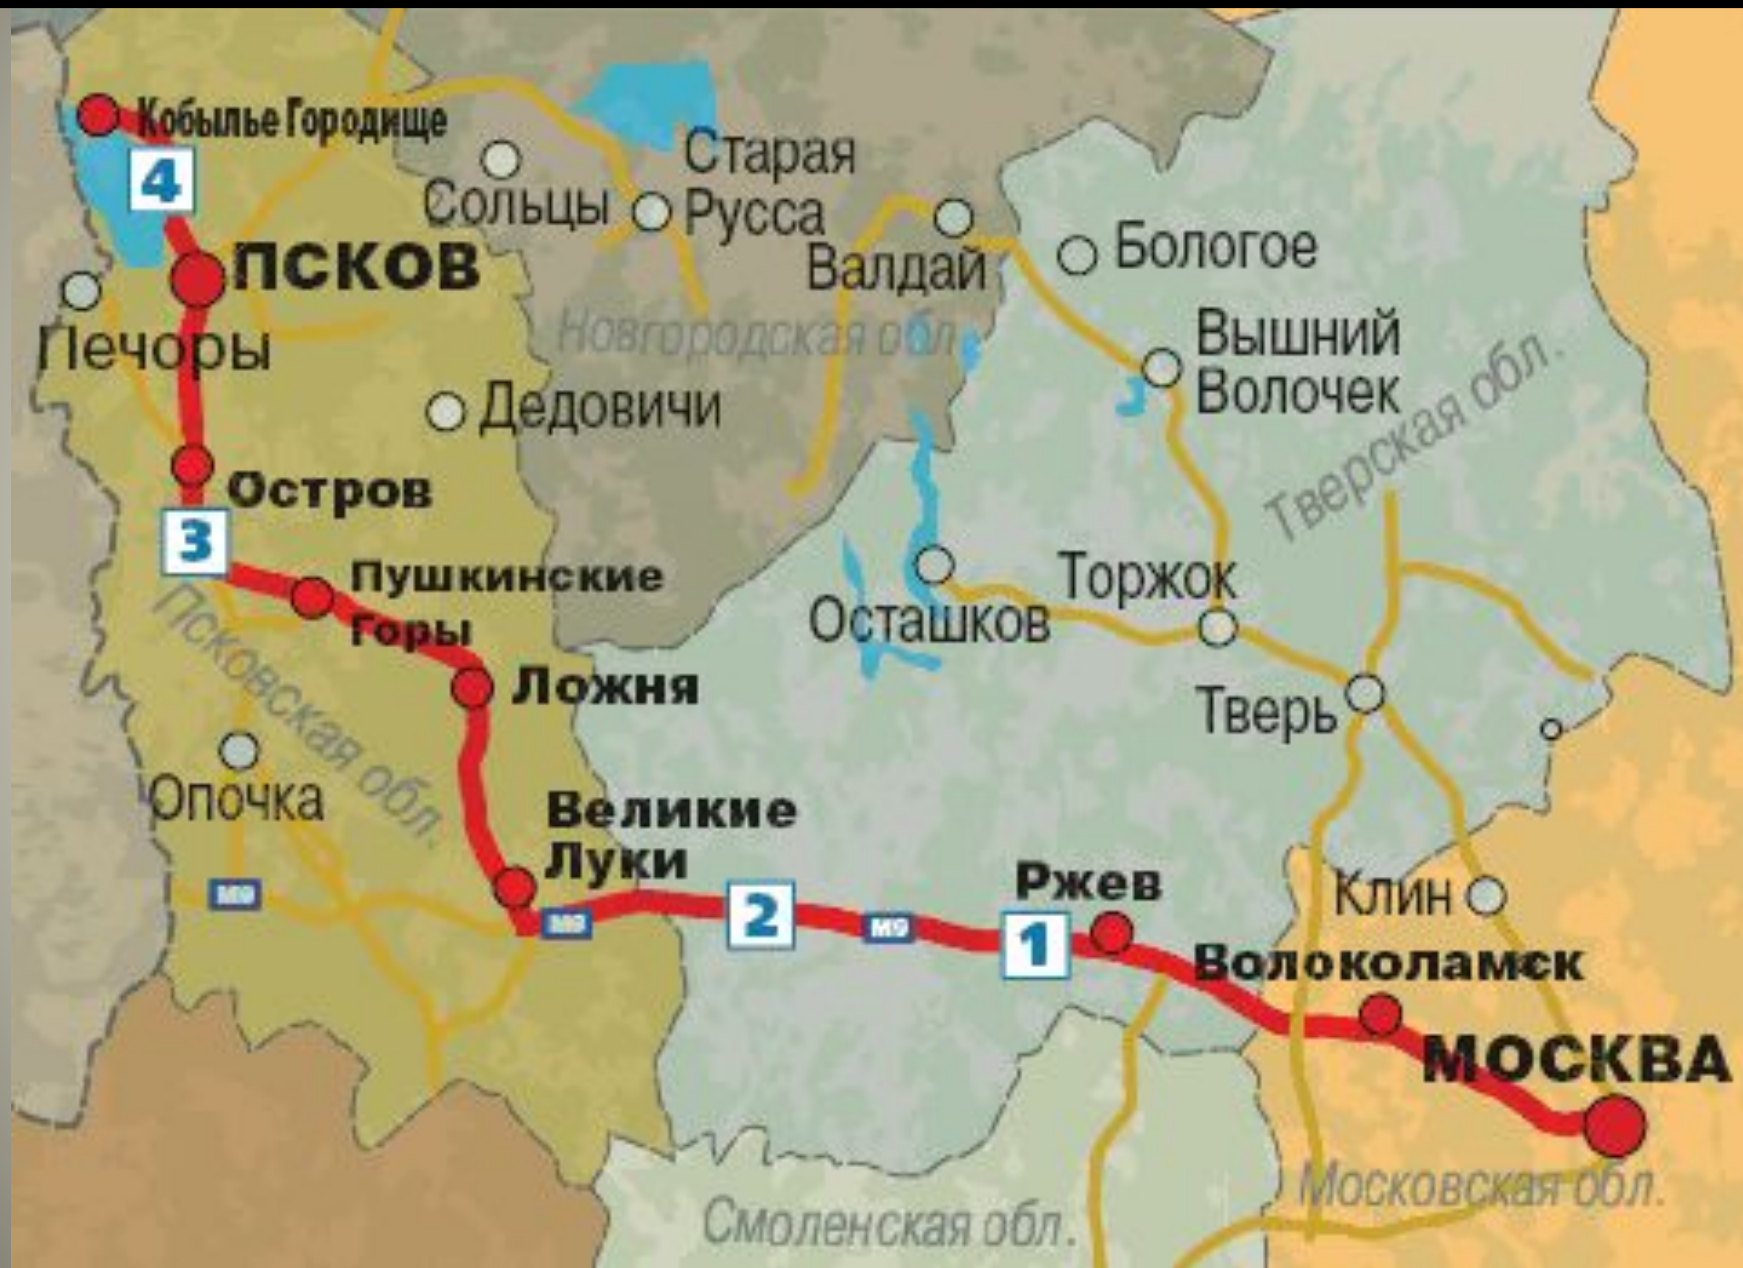 Кобылье Городище
4
Сольцы
Старая
Русса
Валдай
Бологое
ПСКОВ
Печоры
Новгородская обл.
Вышний
Волочек
Дедовичи
Тверская обл.
Остров
3
Пушкинские
Горы
Псковская обл.
Осташков
Торжок
Ложня
Тверь
Опочка
Великие
Луки
М9
М9
2
М9
1
Ржев
Клин
Волоколамск
МОСКВА
Московская обл.
Смоленская обл.